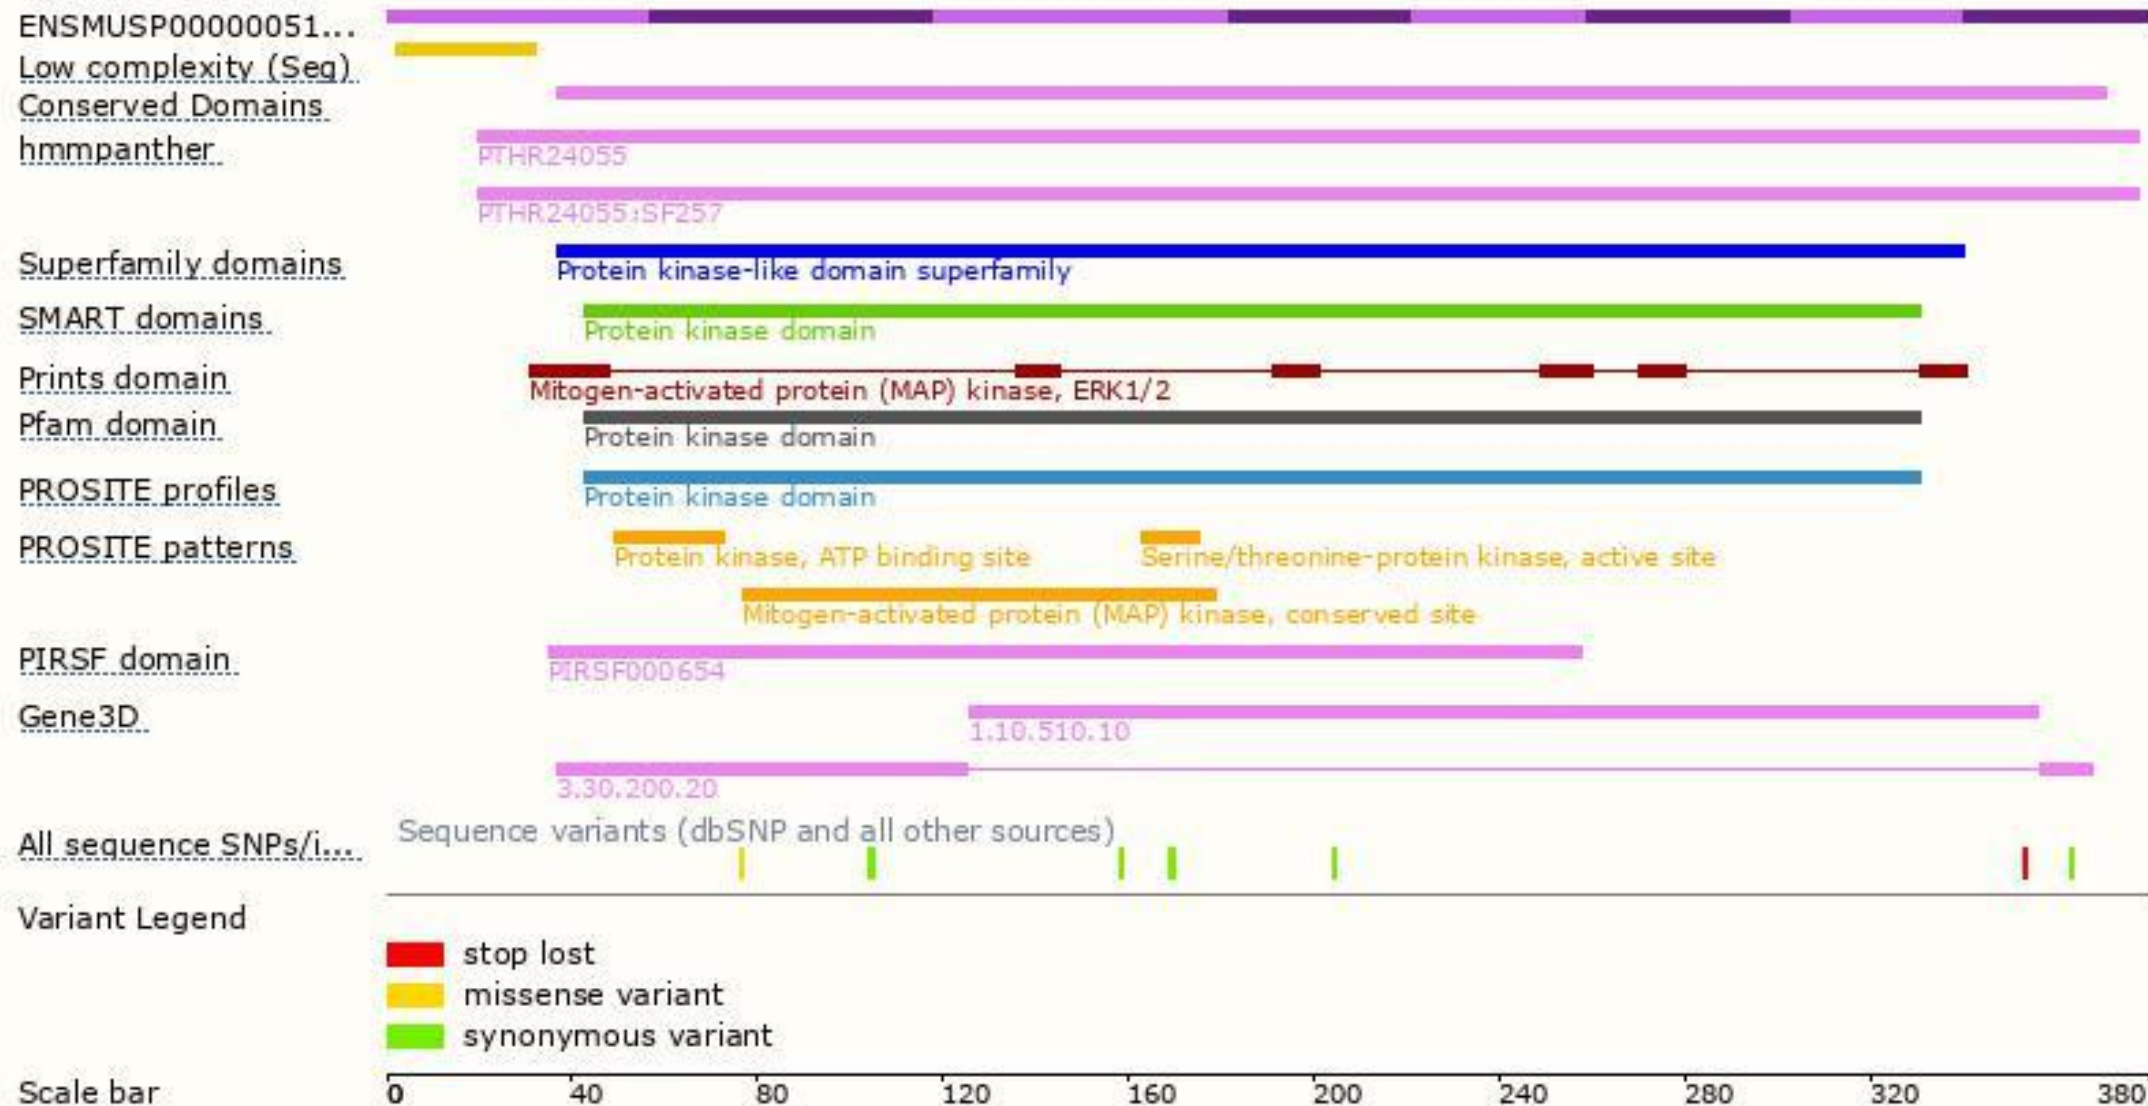 ENSMUSP00000051...
Low complexity (Seg)
Conserved Domains
hmmpanther
PTHR24055
PTHR24055:SF257
Superfamily domains
Protein kinase-like domain superfamily
SMART domains
Protein kinase domain
Prints domain
Mitogen-activated protein (MAP) kinase, ERK1/2
Pfam domain
Protein kinase domain
PROSITE profiles
Protein kinase domain
PROSITE patterns
Protein kinase, ATP binding site Serine/threonine-protein kinase, active site
Mitogen-activated protein (MAP) kinase, conserved site
PIRSF domain
PIRSF000654
Gene3D
1.10.510.10
3.30.200.20
Sequence variants (dbSNP and all other sources)
All sequence SNPs/i...
Variant Legend
stop lost
missense variant
synonymous variant
Scale bar 0 40 80 120 160 200 240 280 320 380